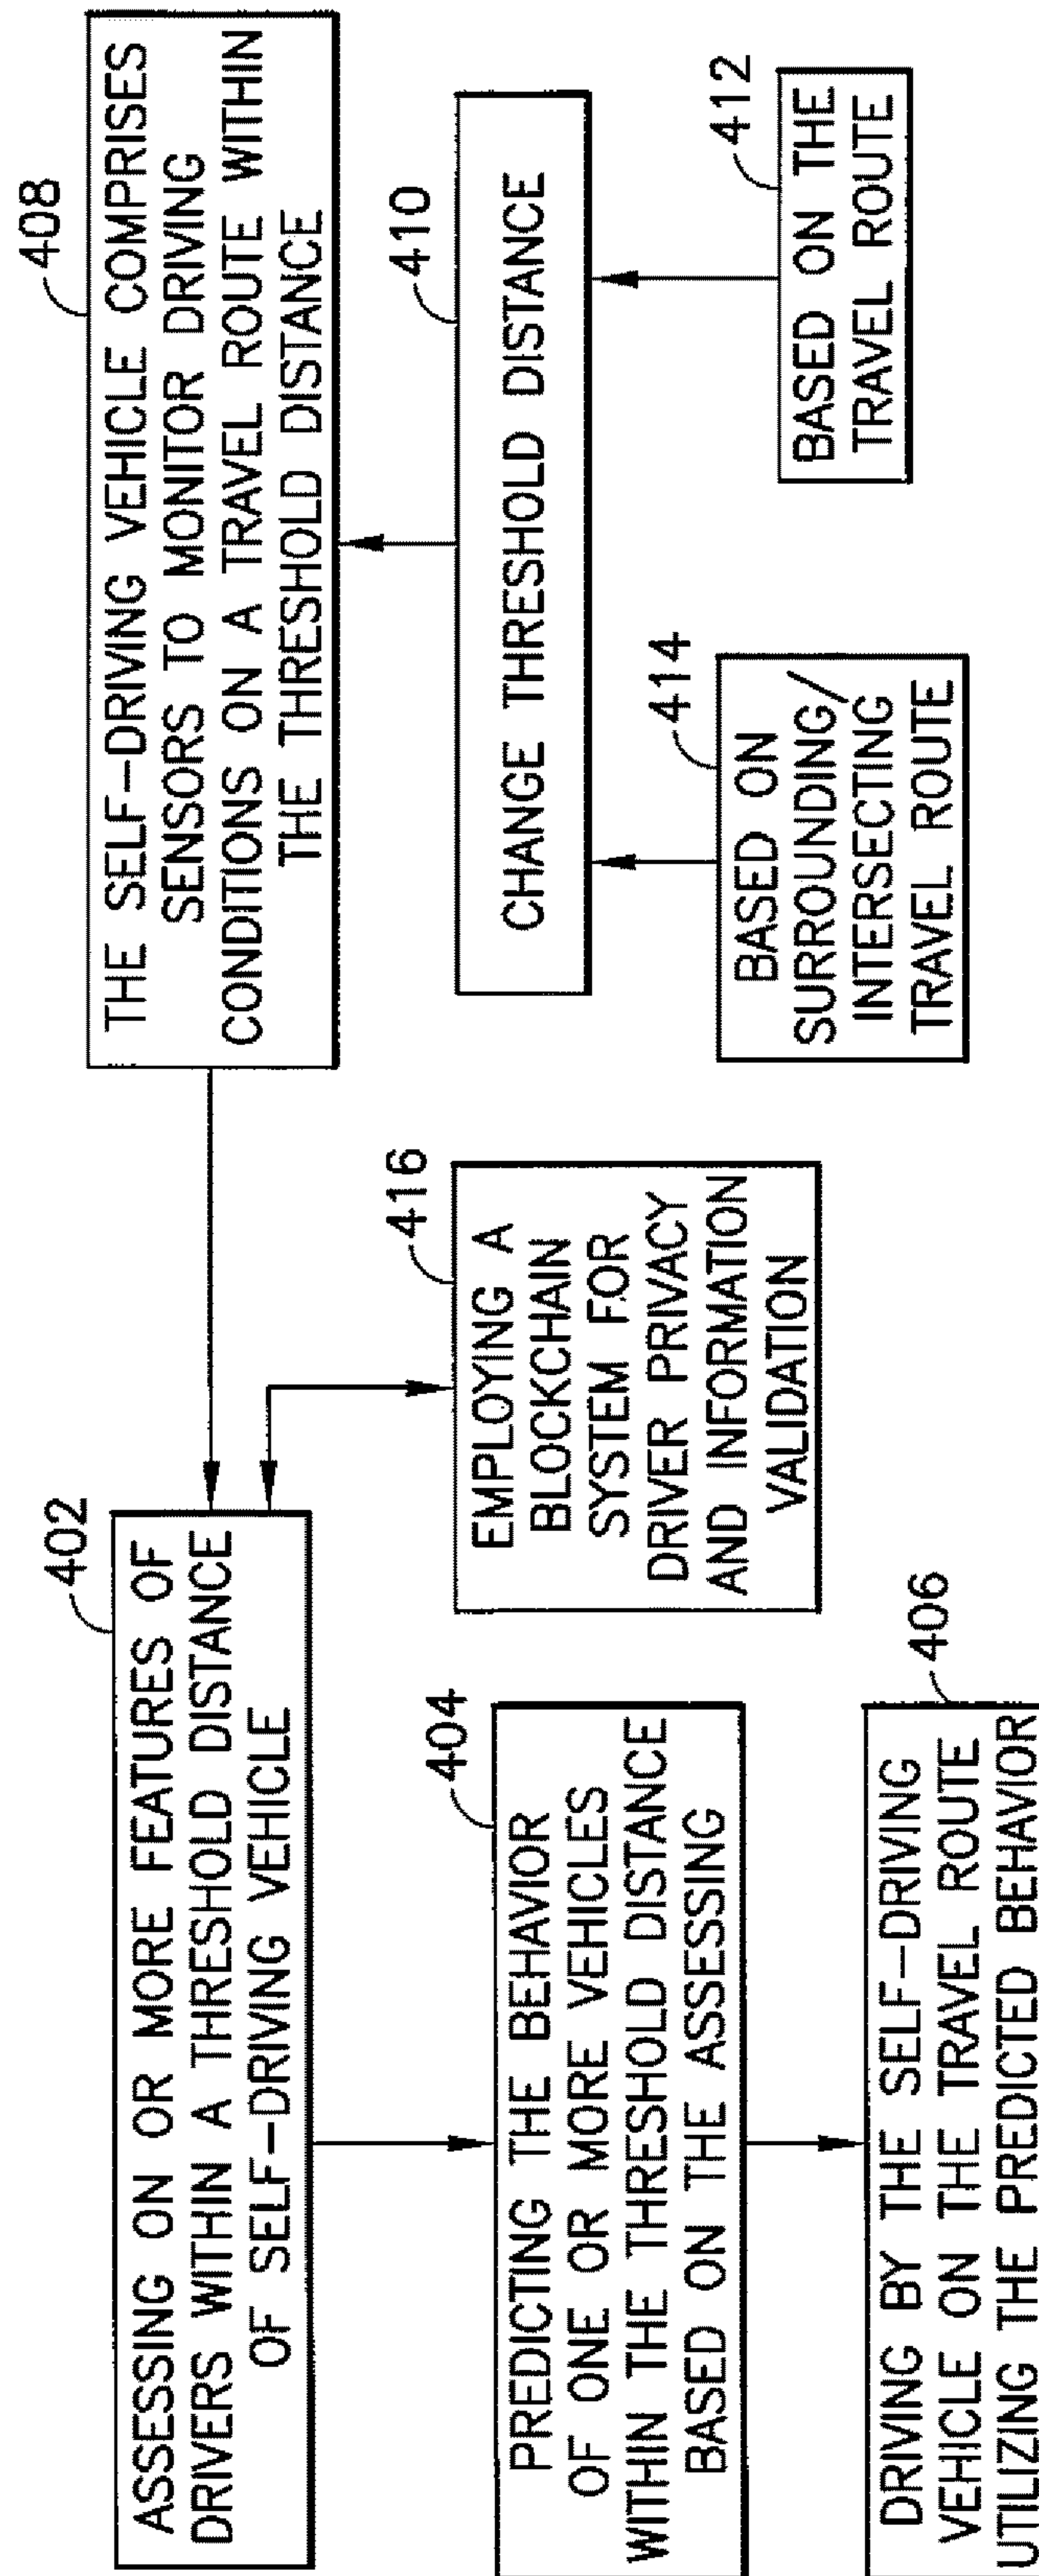 402
ASSESSING ON OR MORE FEATURES OF
DRIVERS WITHIN A THRESHOLD DISTANCE
OF SELF-DRIVING VEHICLE
404
PREDICTING THE BEHAVIOR
OF ONE OR MORE VEHICLES
WITHIN THE THRESHOLD DISTANCE
BASED ON THE ASSESSING
406
DRIVING BY THE SELF-DRIVING
VEHICLE ON THE TRAVEL ROUTE
UTILIZING THE PREDICTED BEHAVIOR
416
EMPLOYING A
BLOCKCHAIN
SYSTEM FOR
DRIVER PRIVACY
AND INFORMATION
VALIDATION
408
THE SELF-DRIVING VEHICLE COMPRISES
SENSORS TO MONITOR DRIVING
CONDITIONS ON A TRAVEL ROUTE WITHIN
THE THRESHOLD DISTANCE
410
CHANGE THRESHOLD DISTANCE
414
BASED ON
SURROUNDING/
INTERSECTING
TRAVEL ROUTE
412
BASED ON THE
TRAVEL ROUTE